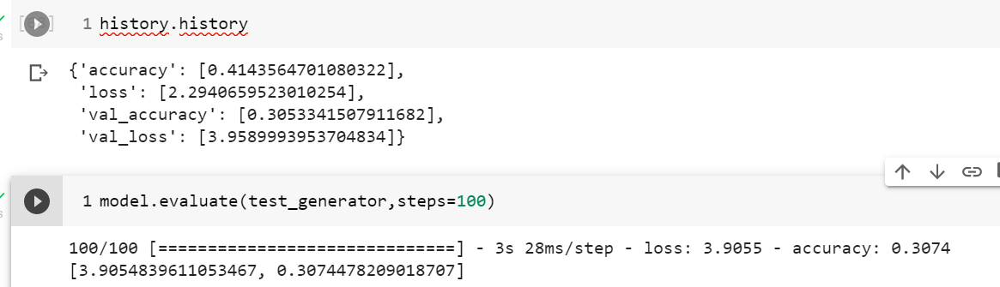 1 history.history
{'accuracy': [0.4143564701080322],
'loss': [2.2940659523010254],
'val_accuracy': [0.3053341507911682],
'val_loss': [3.9589993953704834]}
1 model.evaluate(test_generator,steps=100)
100/100 [==============================] - 3s 28ms/step - loss: 3.9055 - accuracy: 0.3074
[3.9054839611053467, 0.3074478209018707]